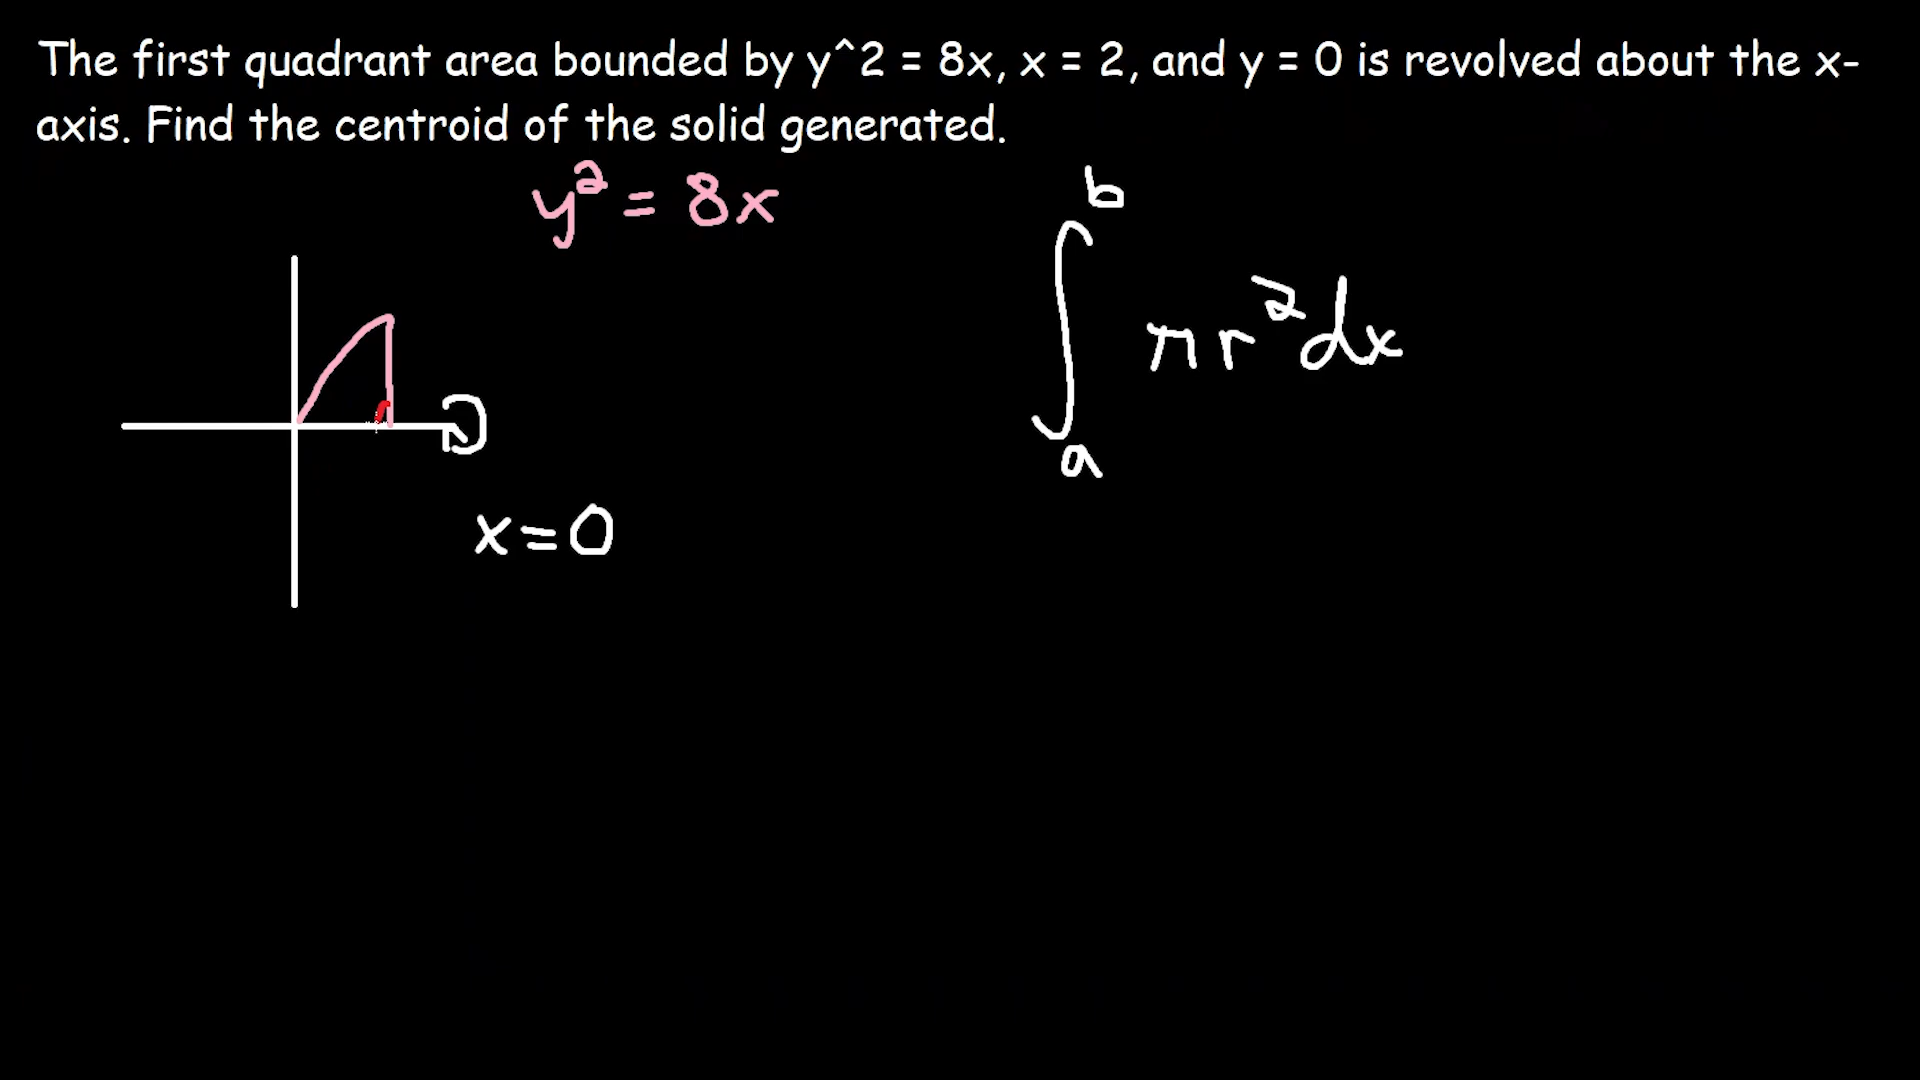 The first quadrant area bounded by y^2 = 8x, x = 2, and y = 0 is revolved about the x-
axis. Find the centroid of the solid generated.
y² = 8x
b
∫ πr²dx
a
x=0